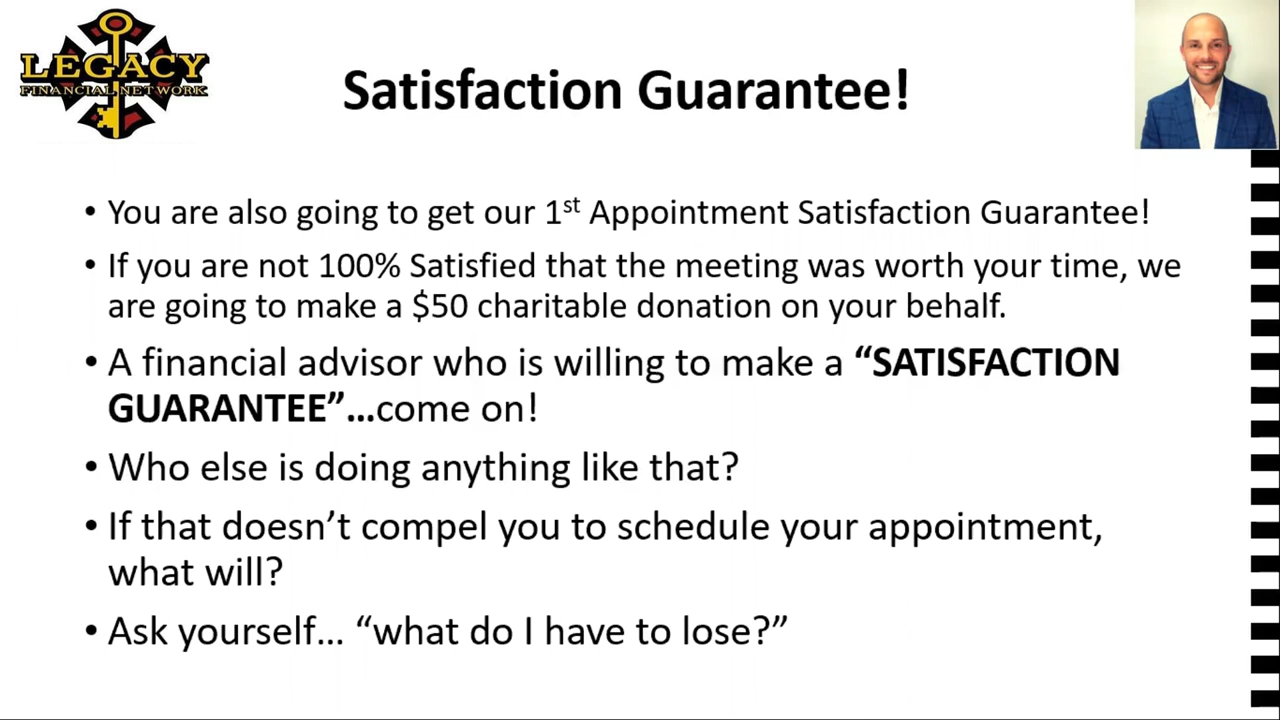 LEGACY
FINANCIAL NETWORK
Satisfaction Guarantee!
• You are also going to get our 1st Appointment Satisfaction Guarantee!
• If you are not 100% Satisfied that the meeting was worth your time, we
are going to make a $50 charitable donation on your behalf.
• A financial advisor who is willing to make a “SATISFACTION
GUARANTEE”...come on!
• Who else is doing anything like that?
• If that doesn’t compel you to schedule your appointment,
what will?
• Ask yourself... “what do I have to lose?”